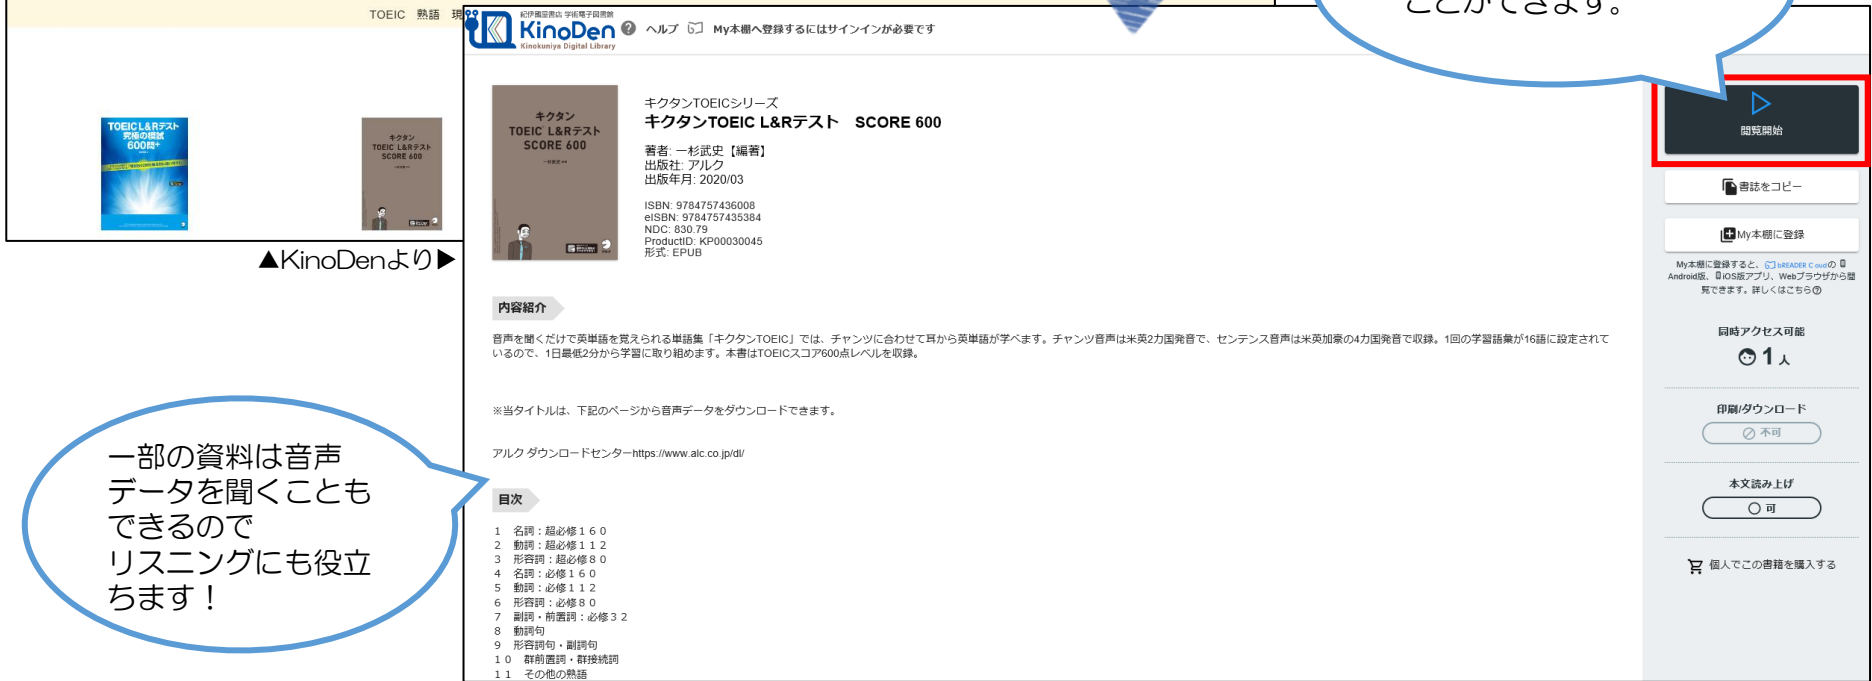 ことができます。
TOEIC 熟語 現
紀伊國屋書店 学術電子図書館
KinoDen
Kinokuniya Digital Library
ヘルプ My本棚へ登録するにはサインインが必要です
TOEIC L&Rテスト
究極の模試
600問+
キクタン
TOEIC L&Rテスト
SCORE 600
▲KinoDenより▶
キクタン
TOEIC L&Rテスト
SCORE 600
一杉武史 編著
キクタンTOEICシリーズ
キクタンTOEIC L&Rテスト SCORE 600
著者: 一杉武史【編著】
出版社: アルク
出版年月: 2020/03
ISBN: 9784757436008
eISBN: 9784757435384
NDC: 830.79
ProductID: KP00030045
形式: EPUB
閲覧開始
書誌をコピー
My本棚に登録
My本棚に登録すると、bREADER Cloudの
Android版、iOS版アプリ、Webブラウザから閲
覧できます。詳しくはこちら
同時アクセス可能
1人
印刷/ダウンロード
不可
本文読み上げ
可
個人でこの書籍を購入する
内容紹介
音声を聞くだけで英単語を覚えられる単語集「キクタンTOEIC」では、チャンツに合わせて耳から英単語が学べます。チャンツ音声は米英2カ国発音で、センテンス音声は米英加豪の4カ国発音で収録。1回の学習語彙が16語に設定されて
いるので、1日最低2分から学習に取り組めます。本書はTOEICスコア600点レベルを収録。
※当タイトルは、下記のページから音声データをダウンロードできます。
アルク ダウンロードセンターhttps://www.alc.co.jp/dl/
目次
1 名詞：超必修１６０
2 動詞：超必修１１２
3 形容詞：超必修８０
4 名詞：必修１６０
5 動詞：必修１１２
6 形容詞：必修８０
7 副詞・前置詞：必修３２
8 動詞句
9 形容詞句・副詞句
１０ 群前置詞・群接続詞
１１ その他の熟語
一部の資料は音声
データを聞くことも
できるので
リスニングにも役立
ちます！